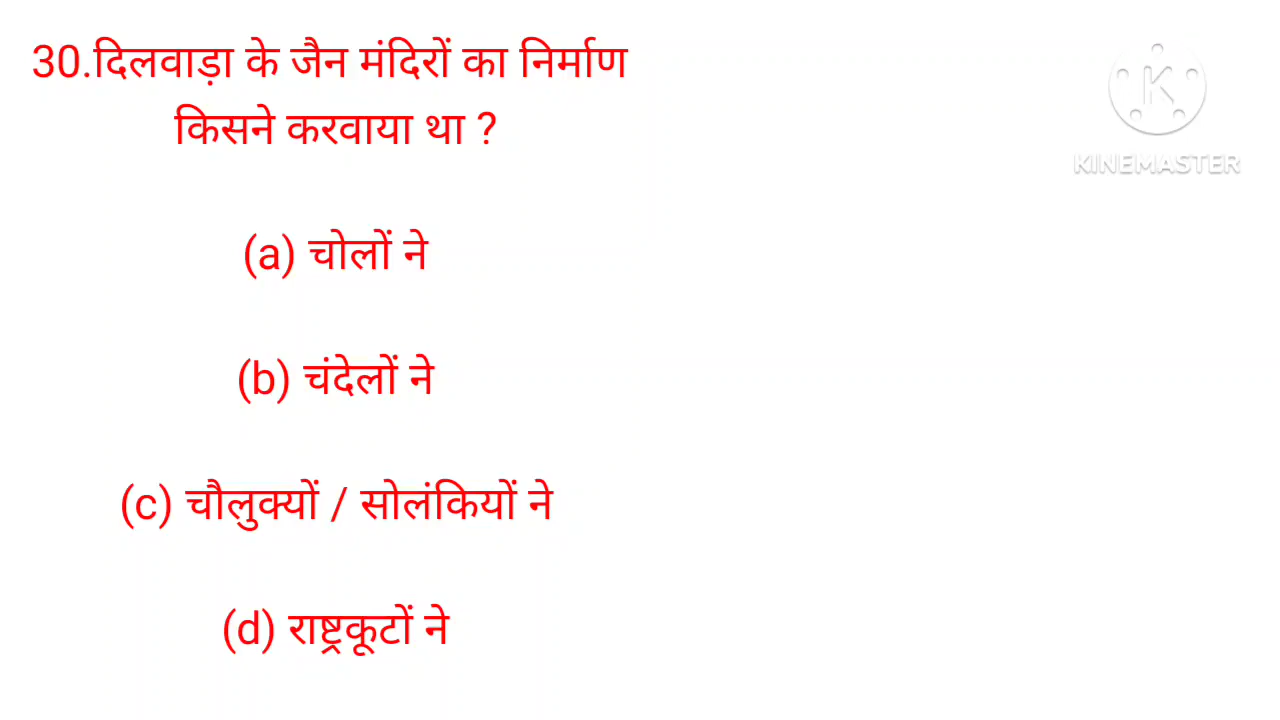 30.दिलवाड़ा के जैन मंदिरों का निर्माण
किसने करवाया था ?
(a) चोलों ने
(b) चंदेलों ने
(c) चौलुक्यों / सोलंकियों ने
(d) राष्ट्रकूटों ने
K
KINEMASTER